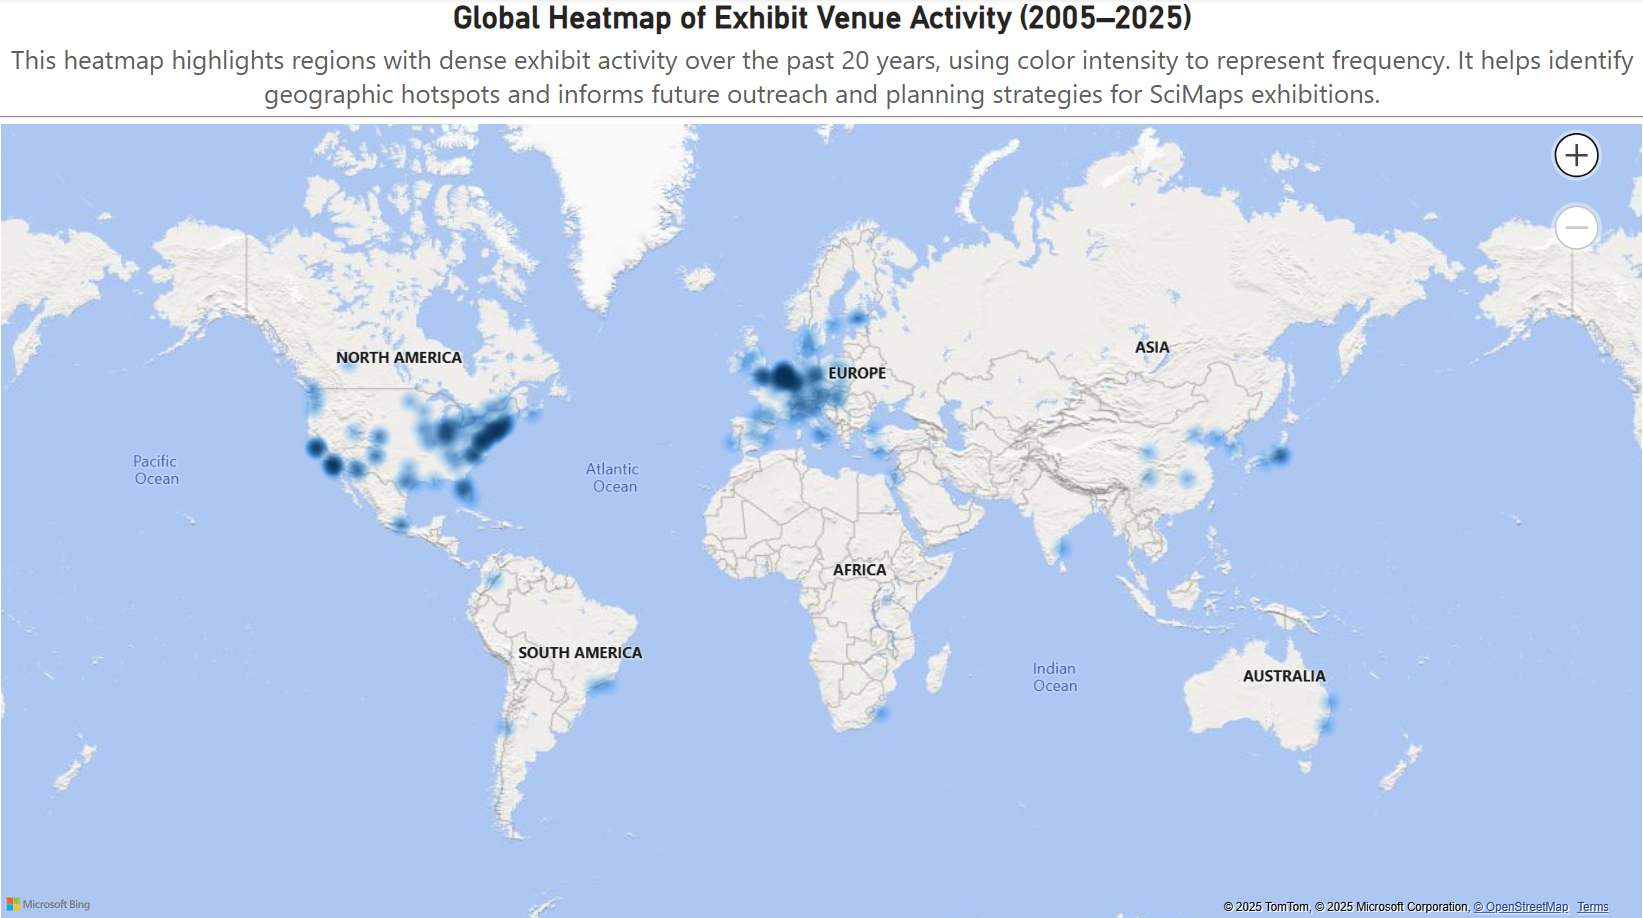 Global Heatmap of Exhibit Venue Activity (2005–2025)
This heatmap highlights regions with dense exhibit activity over the past 20 years, using color intensity to represent frequency. It helps identify
geographic hotspots and informs future outreach and planning strategies for SciMaps exhibitions.
NORTH AMERICA
ASIA
EUROPE
Pacific
Ocean
Atlantic
Ocean
AFRICA
SOUTH AMERICA
Indian
Ocean
AUSTRALIA
Microsoft Bing
© 2025 TomTom, © 2025 Microsoft Corporation, © OpenStreetMap Terms